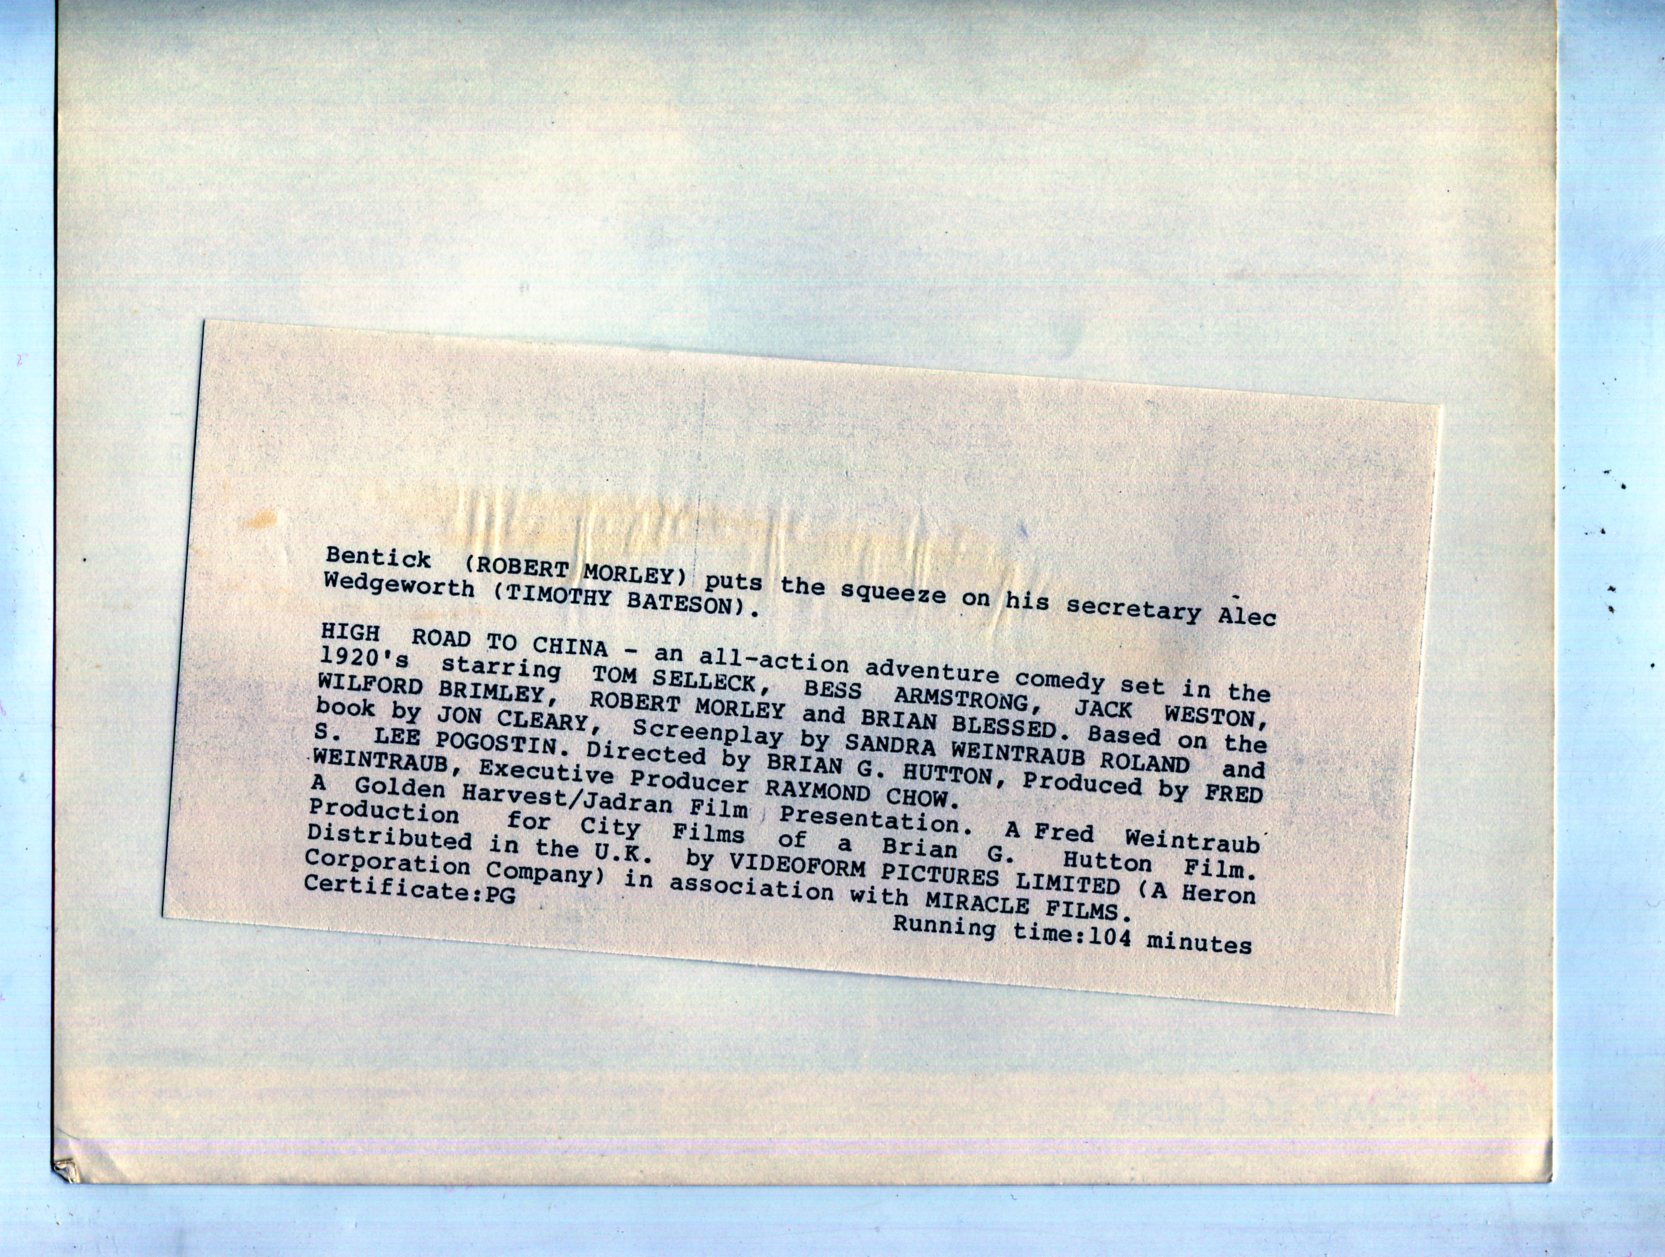 Bentick (ROBERT MORLEY) puts the squeeze on his secretary Alec
Wedgeworth (TIMOTHY BATESON).
HIGH ROAD TO CHINA - an all-action adventure comedy set in the
1920's starring TOM SELLECK, BESS ARMSTRONG, JACK WESTON,
WILFORD BRIMLEY, ROBERT MORLEY and BRIAN BLESSED. Based on the
book by JON CLEARY, Screenplay by SANDRA WEINTRAUB ROLAND and
S. LEE POGOSTIN. Directed by BRIAN G. HUTTON, Produced by FRED
WEINTRAUB, Executive Producer RAYMOND CHOW.
A Golden Harvest/Jadran Film Presentation. A Fred Weintraub
Production for City Films of a Brian G. Hutton Film.
Distributed in the U.K. by VIDEOFORM PICTURES LIMITED (A Heron
Corporation Company) in association with MIRACLE FILMS.
Certificate:PG
Running time:104 minutes